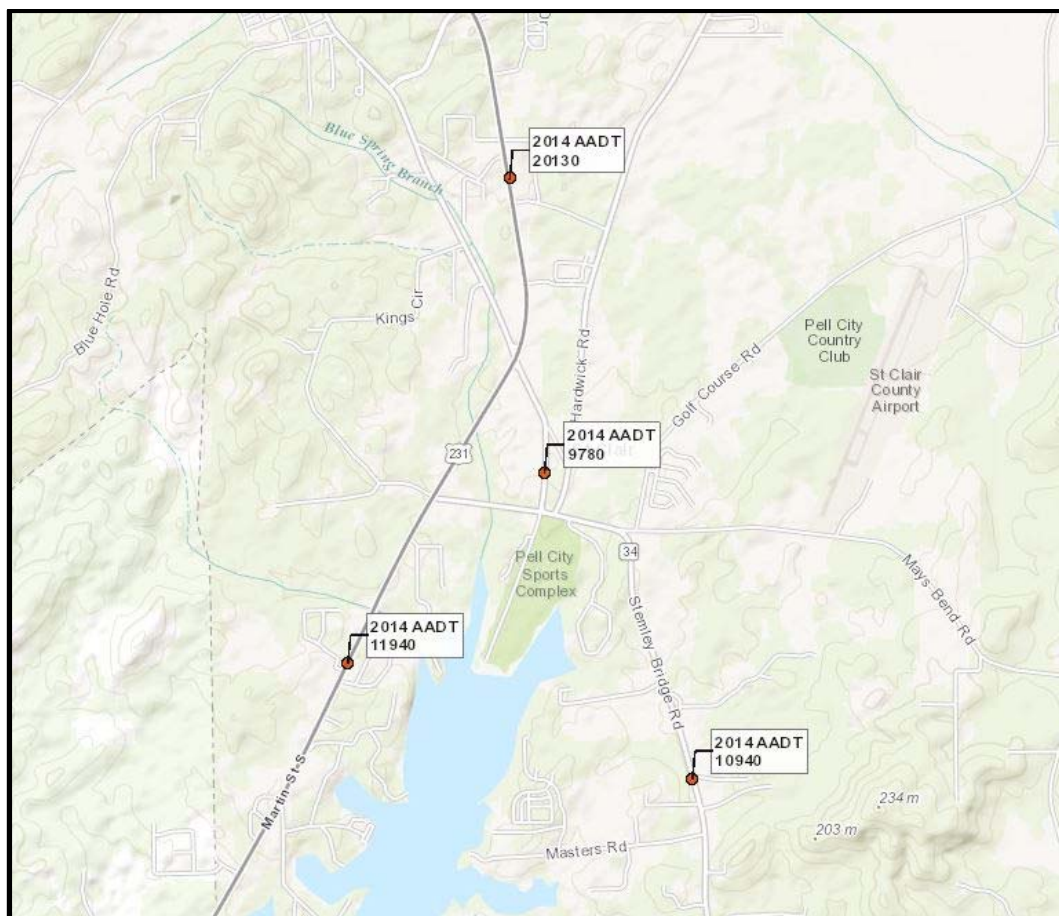 2014 AADT
20130
Blue Spring Branch
Blue Hole Rd
Kings Cir
Hardwick Rd
Pell City
Country
Club
Golf Course Rd
St Clair
County
Airport
2014 AADT
9780
231
34
Pell City
Sports
Complex
Mays Bend Rd
2014 AADT
11940
Stemley-Bridge-Rd
2014 AADT
10940
Martin-St-S
234 m
203 m
Masters Rd